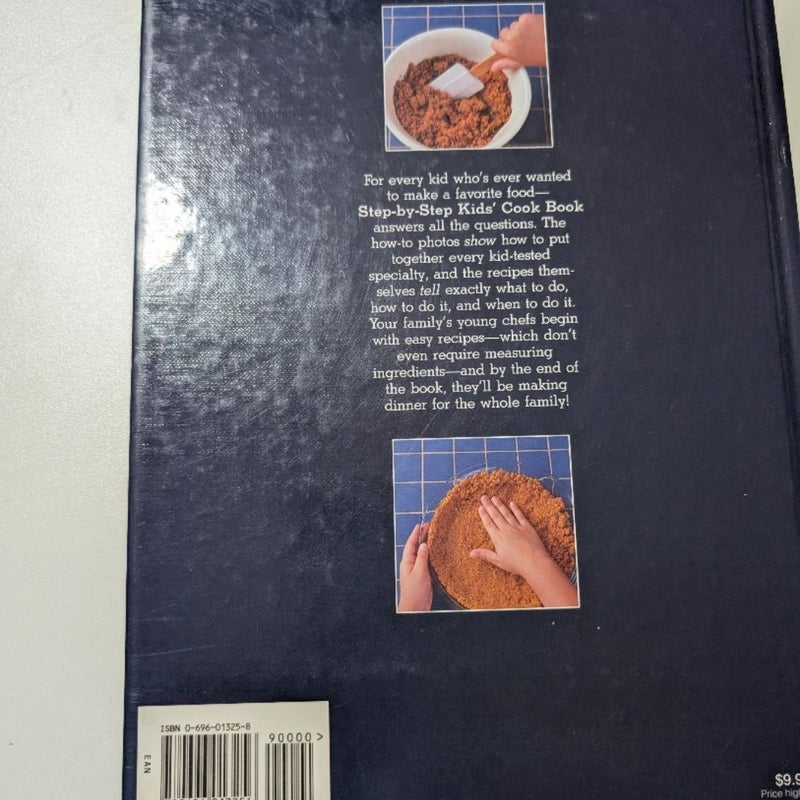 For every kid who's ever wanted
to make a favorite food—
Step-by-Step Kids' Cook Book
answers all the questions. The
how-to photos show how to put
together every kid-tested
specialty, and the recipes them-
selves tell exactly what to do,
how to do it, and when to do it.
Your family's young chefs begin
with easy recipes—which don't
even require measuring
ingredients—and by the end of
the book, they'll be making
dinner for the whole family!
ISBN 0-696-01325-8
90000>
EAN
$9.9
Price